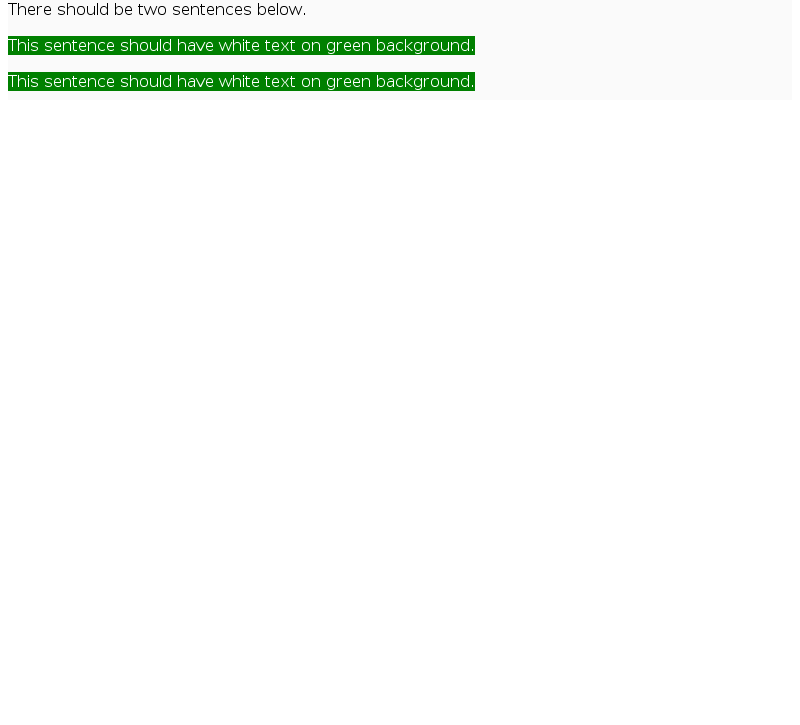 There should be two sentences below.
This sentence should have white text on green background.
This sentence should have white text on green background.